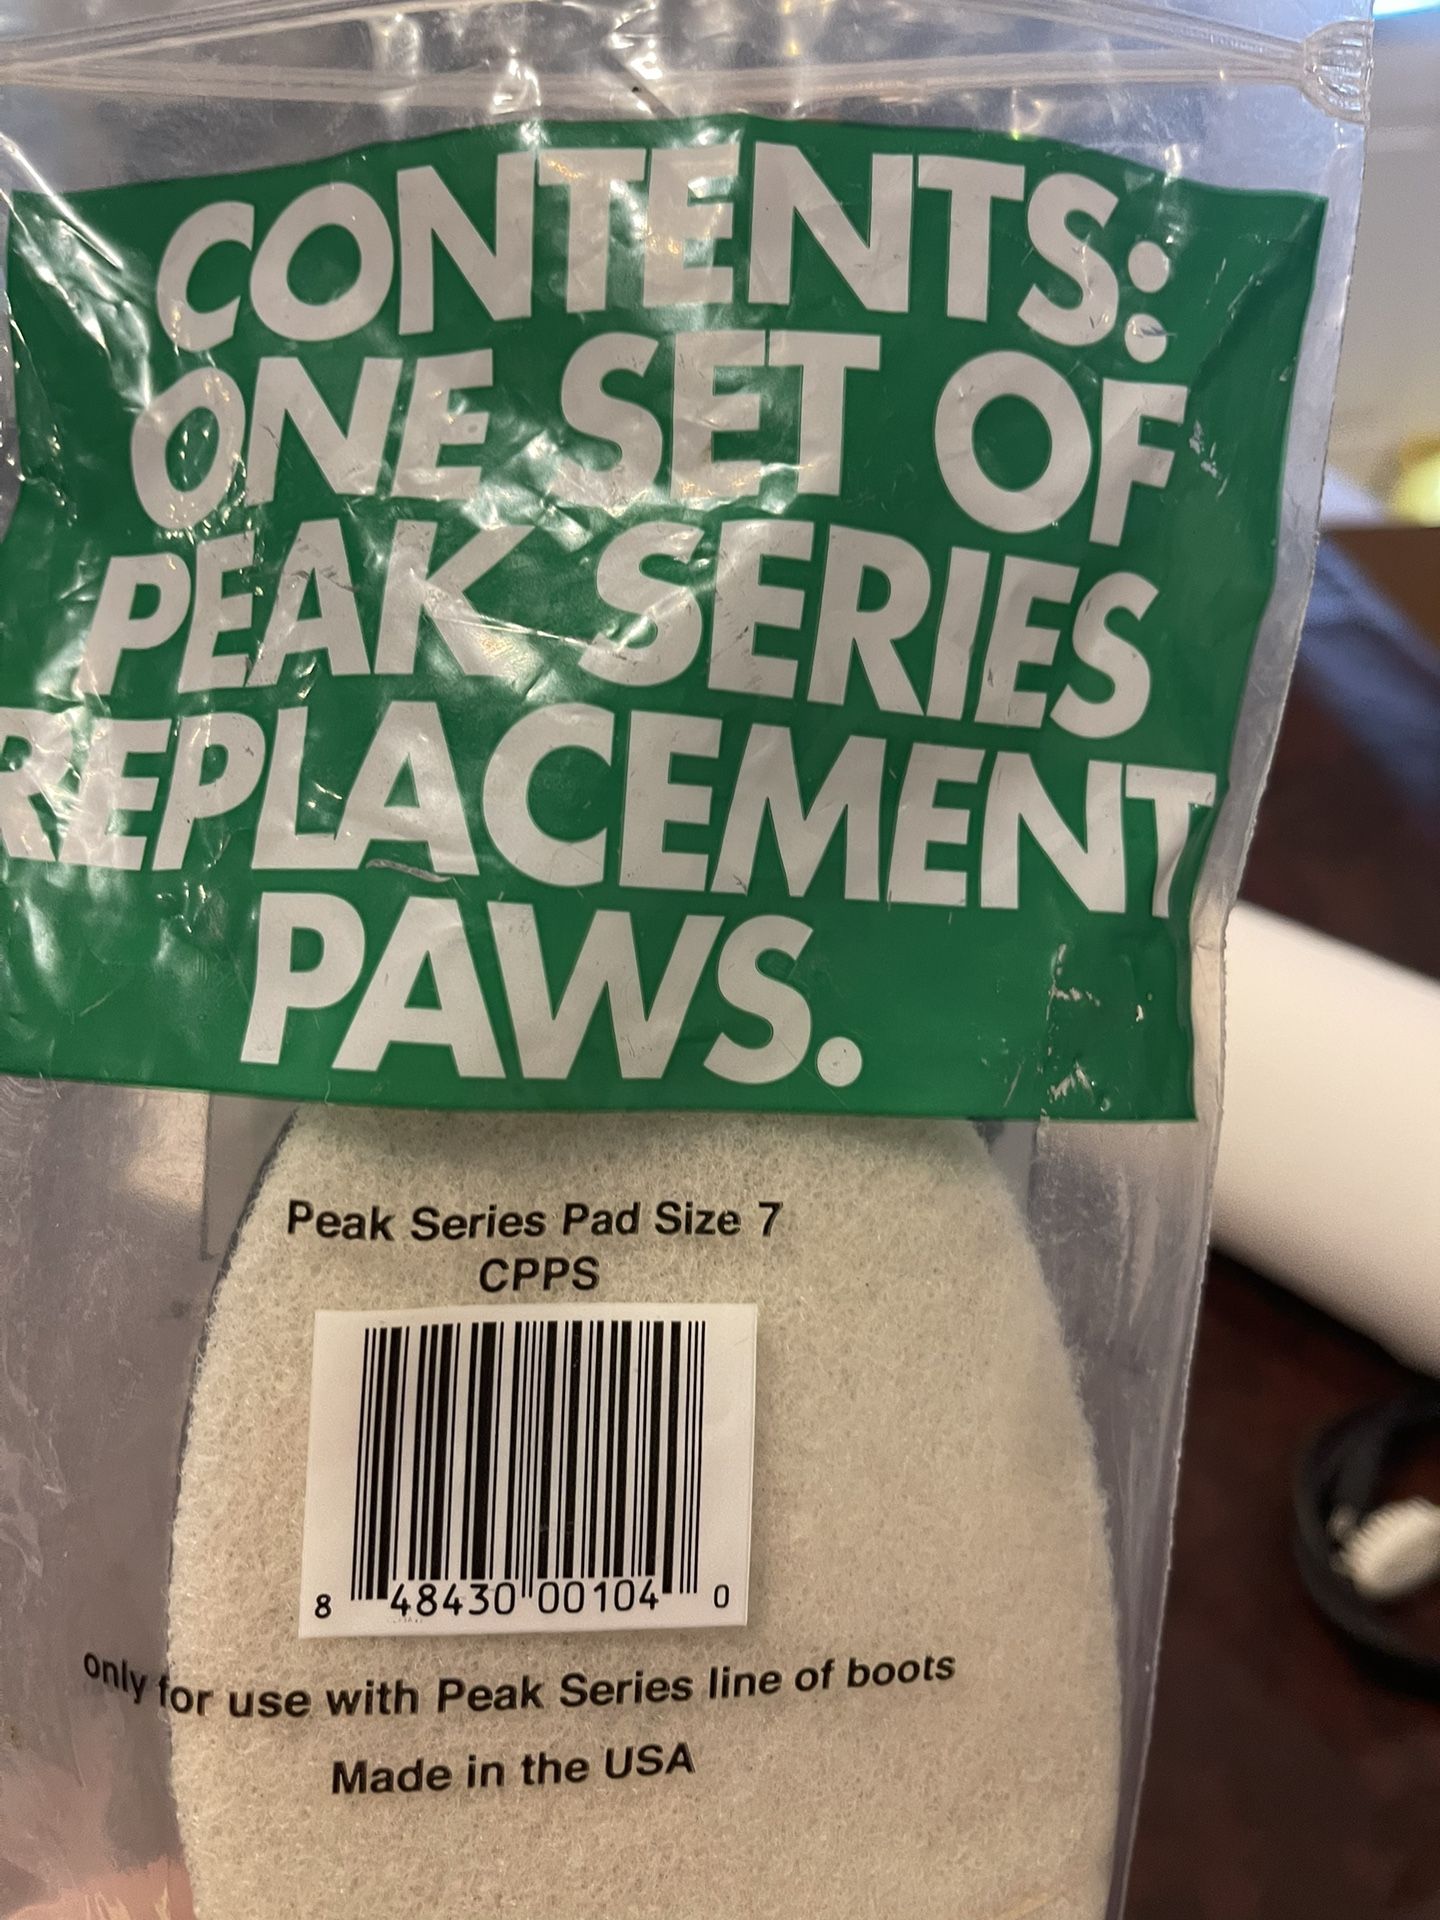 CONTENTS:
ONE SET OF
PEAK SERIES
REPLACEMENT
PAWS.
Peak Series Pad Size 7
CPPS
8 48430 00104 0
only for use with Peak Series line of boots
Made in the USA